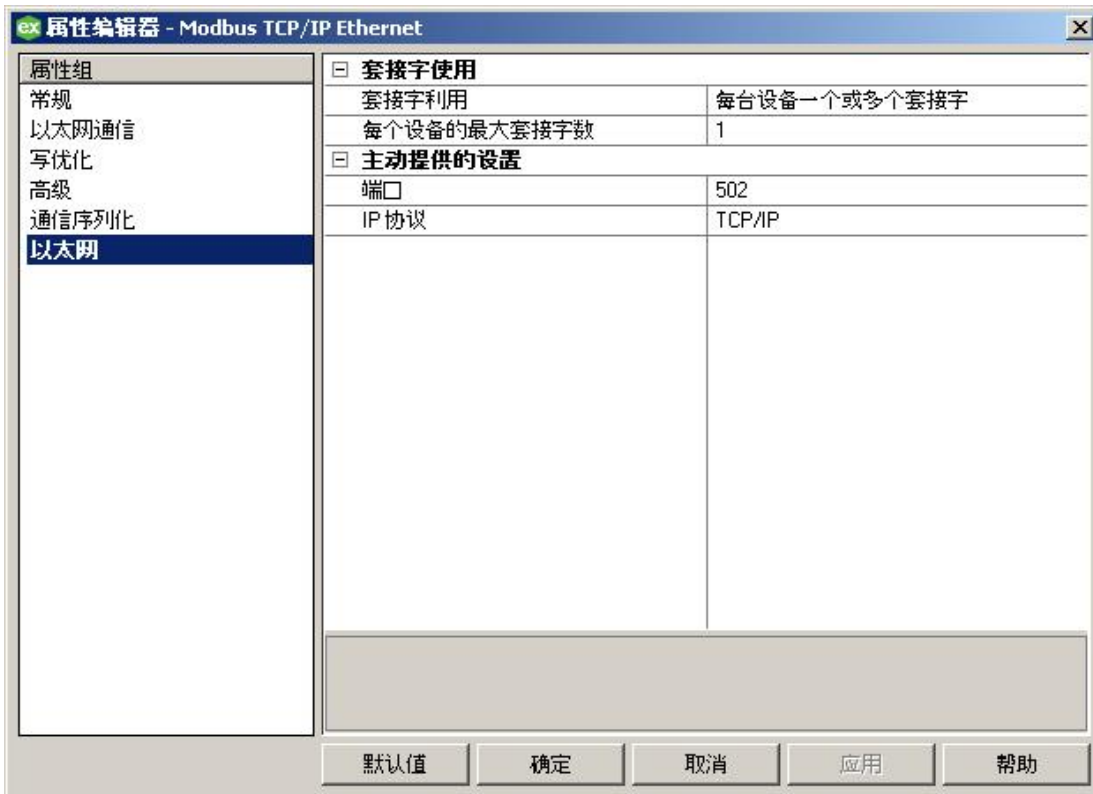 ex 属性编辑器 - Modbus TCP/IP Ethernet
属性组
常规
以太网通信
写优化
高级
通信序列化
以太网
套接字使用
套接字利用 每台设备一个或多个套接字
每个设备的最大套接字数 1
主动提供的设置
端口 502
IP 协议 TCP/IP
默认值 确定 取消 应用 帮助